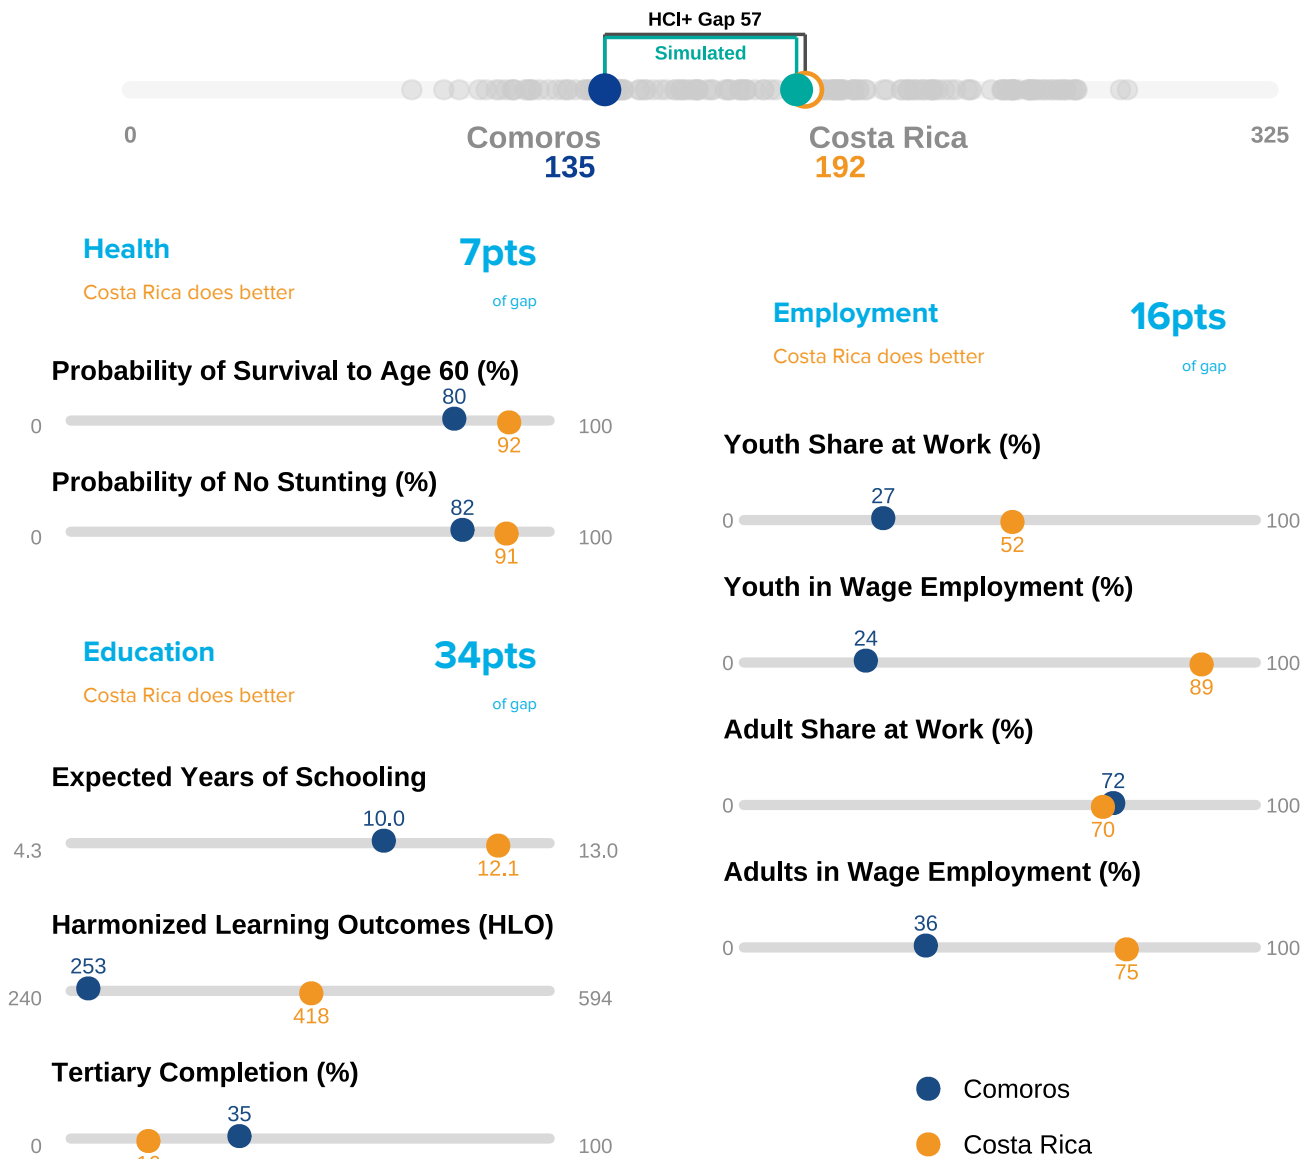 HCI+ Gap 57
Simulated
0
Comoros
135
Costa Rica
192
325
Health
7pts
Costa Rica does better
of gap
Probability of Survival to Age 60 (%)
80
0
100
92
Probability of No Stunting (%)
82
0
100
91
Education
34pts
Costa Rica does better
of gap
Expected Years of Schooling
10.0
4.3
13.0
12.1
Harmonized Learning Outcomes (HLO)
253
240
594
418
Tertiary Completion (%)
35
0
100
Employment
16pts
Costa Rica does better
of gap
Youth Share at Work (%)
27
0
100
52
Youth in Wage Employment (%)
24
0
100
89
Adult Share at Work (%)
72
0
100
70
Adults in Wage Employment (%)
36
0
100
75
Comoros
Costa Rica